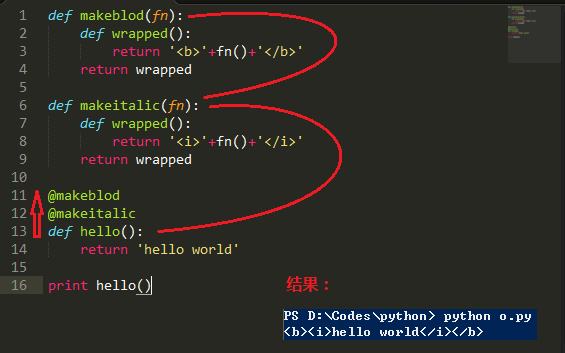 1 def makeblod(fn):
2     def wrapped():
3         return '<b>'+fn()+'</b>'
4     return wrapped
5
6 def makeitalic(fn):
7     def wrapped():
8         return '<i>'+fn()+'</i>'
9     return wrapped
10
11 @makeblod
12 @makeitalic
13 def hello():
14     return 'hello world'
15
16 print hello()
结果：
PS D:\Codes\python> python o.py
<b><i>hello world</i></b>